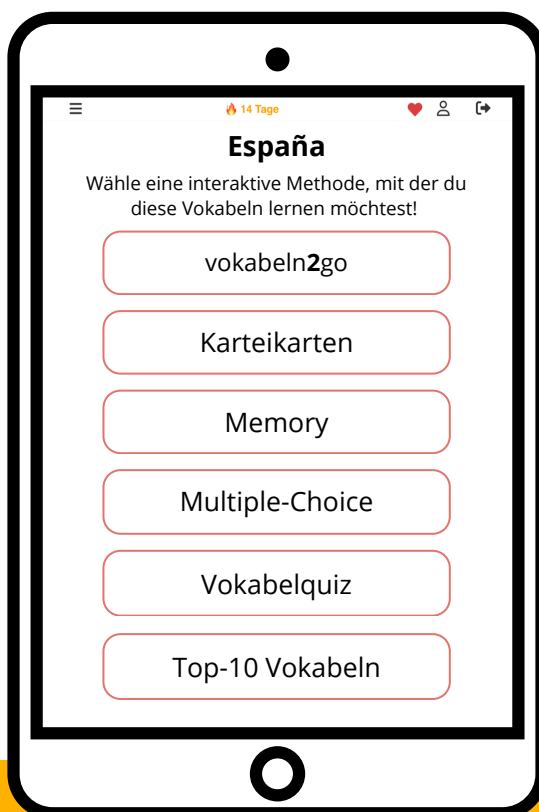 14 Tage
España
Wähle eine interaktive Methode, mit der du
diese Vokabeln lernen möchtest!
vokabeln2go
Karteikarten
Memory
Multiple-Choice
Vokabelquiz
Top-10 Vokabeln